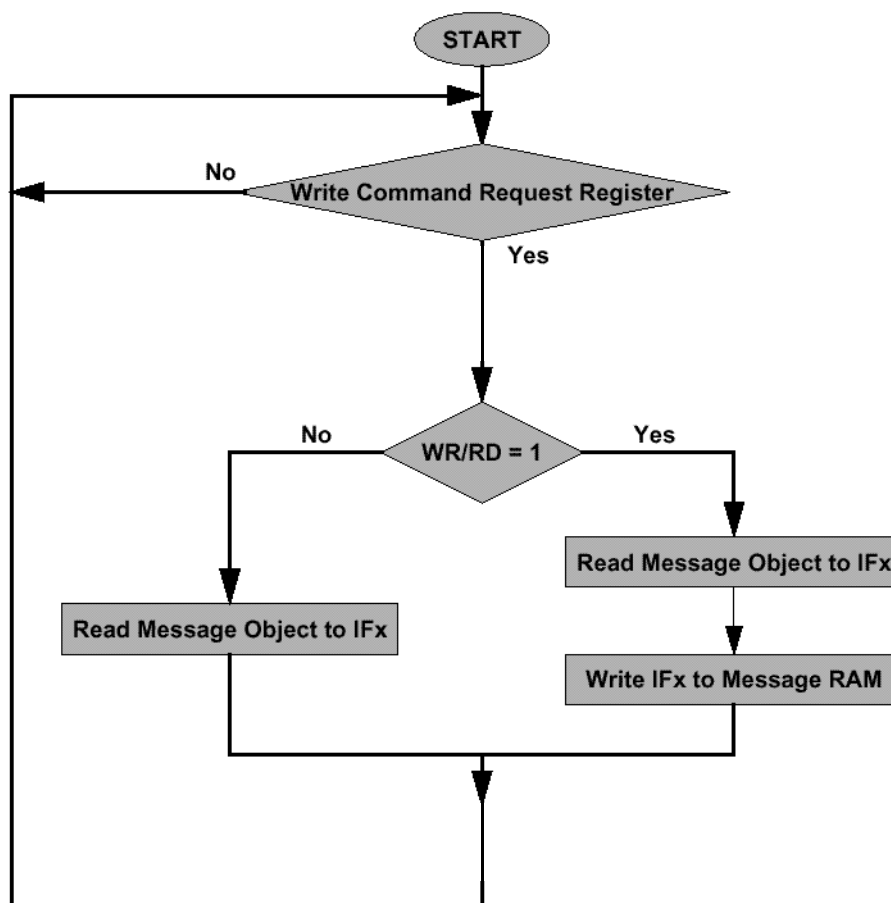 START
No
Write Command Request Register
Yes
No
WR/RD = 1
Yes
Read Message Object to IFx
Read Message Object to IFx
Write IFx to Message RAM